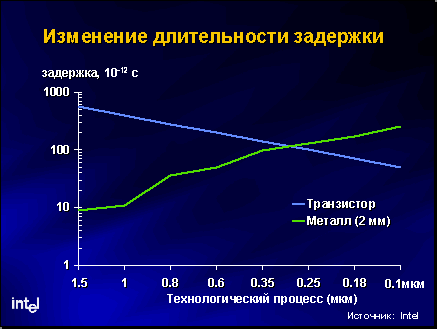 Изменение длительности задержки
задержка, 10⁻¹² с
1000
100
10
1
Транзистор
Металл (2 мм)
1.5 1 0.8 0.6 0.35 0.25 0.18 0.1мкм
Технологический процесс (мкм)
intel
Источник: Intel